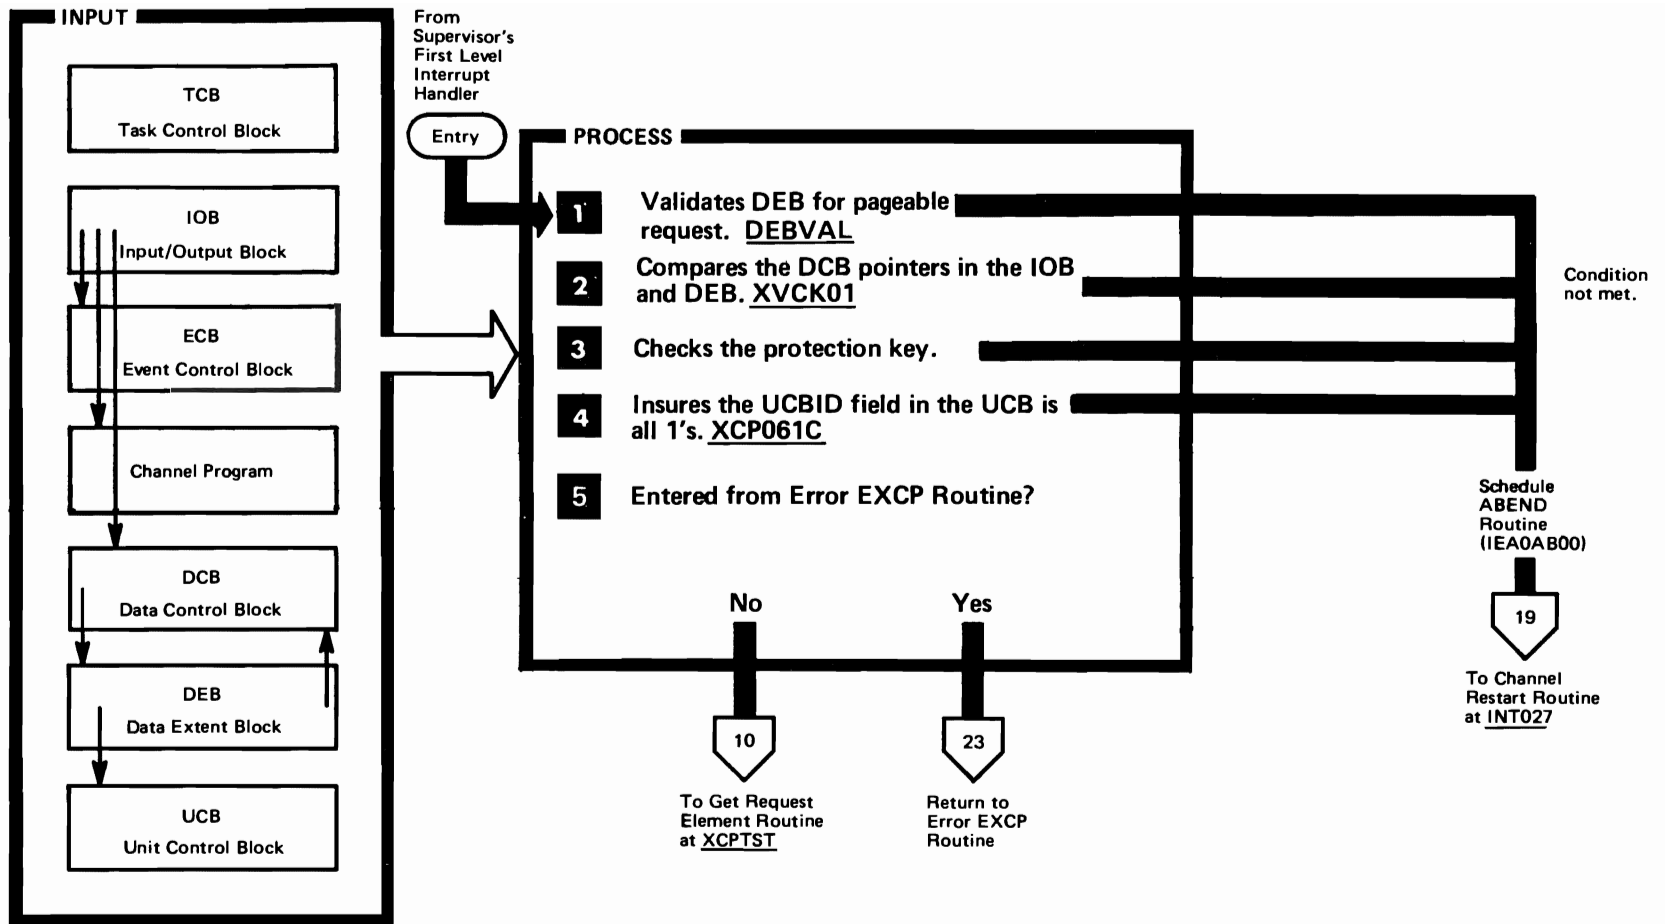 INPUT
TCB
Task Control Block
IOB
Input/Output Block
ECB
Event Control Block
Channel Program
DCB
Data Control Block
DEB
Data Extent Block
UCB
Unit Control Block
From
Supervisor's
First Level
Interrupt
Handler
Entry
PROCESS
1
Validates DEB for pageable
request. DEBVAL
2
Compares the DCB pointers in the IOB
and DEB. XVCK01
3
Checks the protection key.
4
Insures the UCBID field in the UCB is
all 1's. XCP061C
5
Entered from Error EXCP Routine?
No
Yes
10
To Get Request
Element Routine
at XCPTST
23
Return to
Error EXCP
Routine
Condition
not met.
Schedule
ABEND
Routine
(IEA0AB00)
19
To Channel
Restart Routine
at INT027